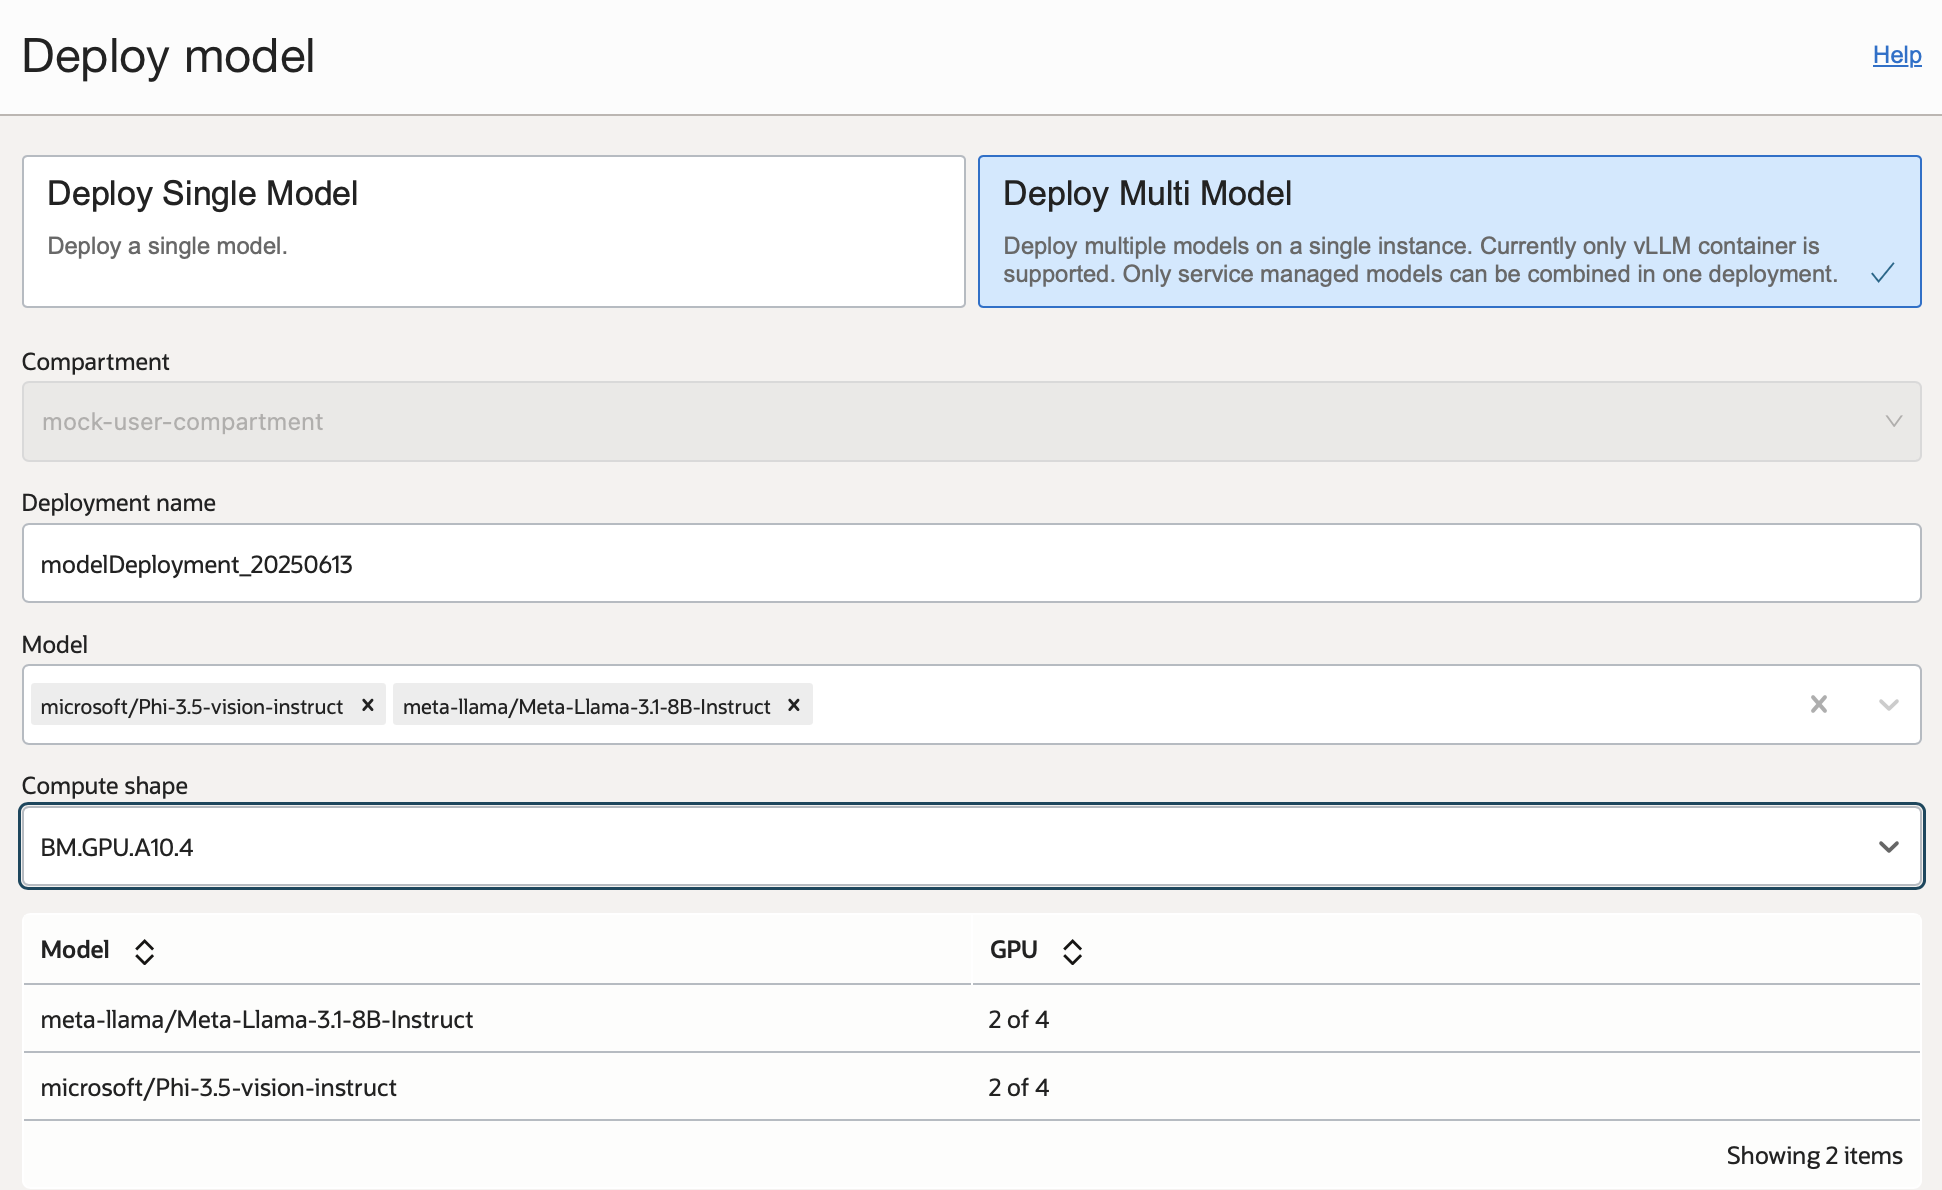 Deploy model
Help
Deploy Single Model
Deploy a single model.
Deploy Multi Model
Deploy multiple models on a single instance. Currently only vLLM container is
supported. Only service managed models can be combined in one deployment.
Compartment
mock-user-compartment
Deployment name
modelDeployment_20250613
Model
microsoft/Phi-3.5-vision-instruct
meta-llama/Meta-Llama-3.1-8B-Instruct
Compute shape
BM.GPU.A10.4
Model
GPU
meta-llama/Meta-Llama-3.1-8B-Instruct
2 of 4
microsoft/Phi-3.5-vision-instruct
2 of 4
Showing 2 items